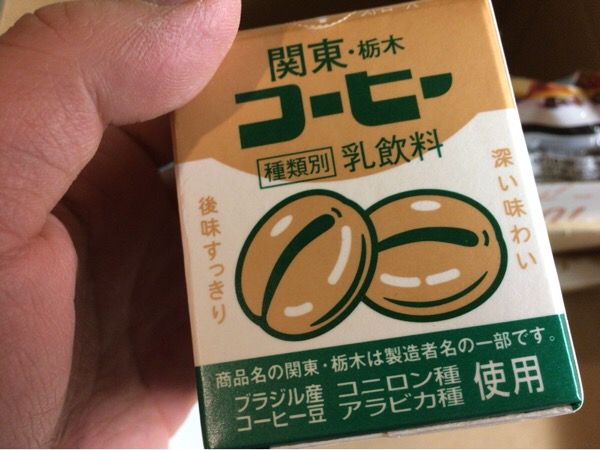 関東・栃木
コーヒー
種類別 乳飲料
深い味わい
後味すっきり
商品名の関東・栃木は製造者名の一部です。
ブラジル産 コニロン種 使用
コーヒー豆 アラビカ種